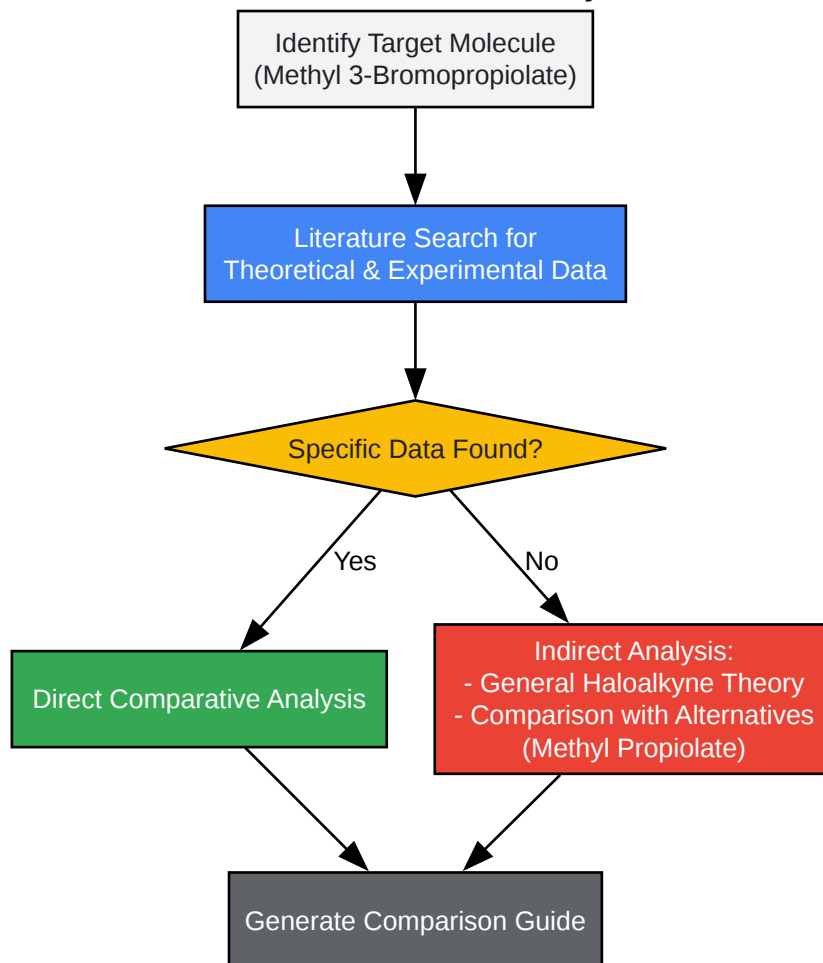 Identify Target Molecule
(Methyl 3-Bromopropiolate)
Literature Search for
Theoretical & Experimental Data
Specific Data Found?
Yes
No
Direct Comparative Analysis
Indirect Analysis:
- General Haloalkyne Theory
- Comparison with Alternatives
(Methyl Propiolate)
Generate Comparison Guide